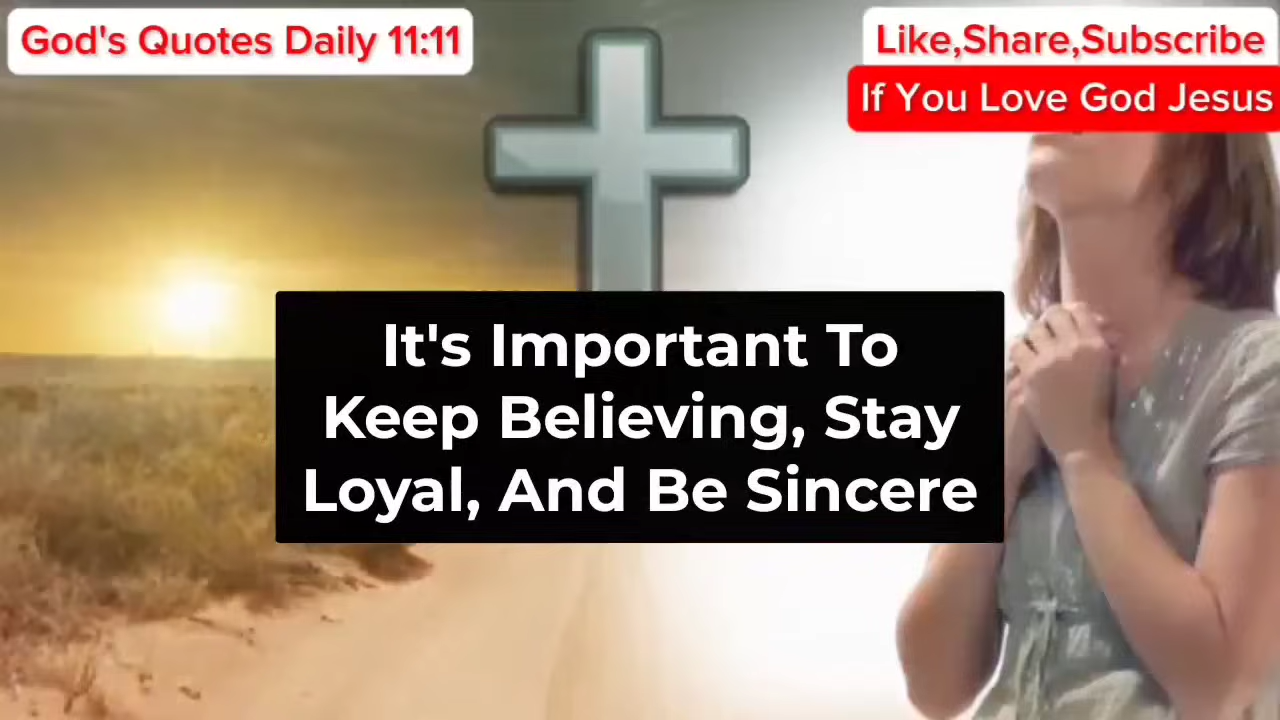 God's Quotes Daily 11:11
Like,Share,Subscribe
If You Love God Jesus
It's Important To
Keep Believing, Stay
Loyal, And Be Sincere